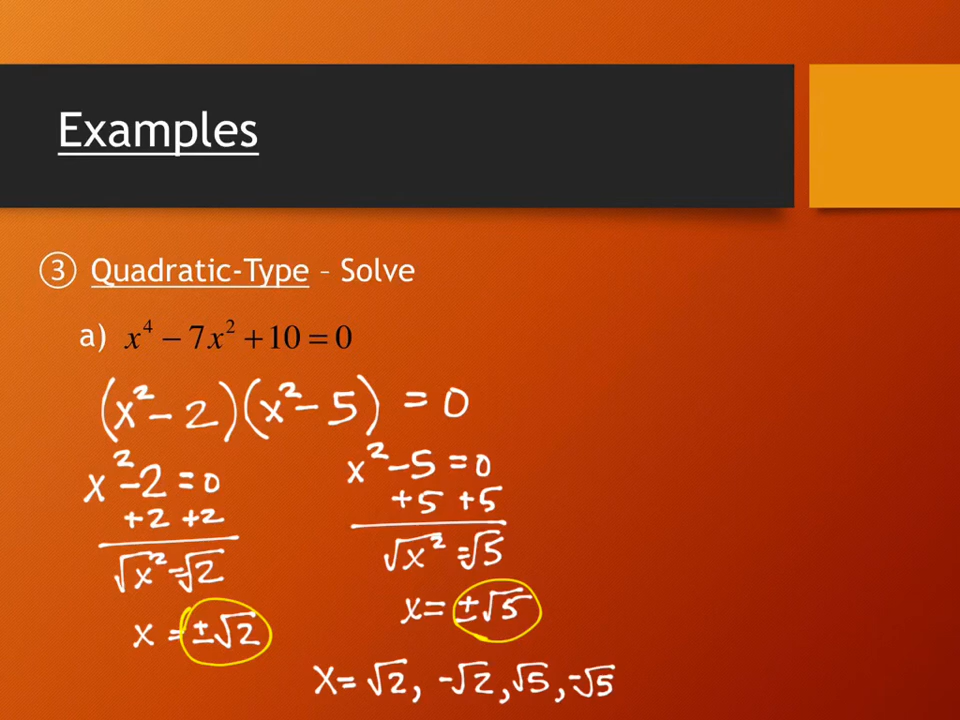 Examples
③ Quadratic-Type – Solve
a) x⁴ − 7x² + 10 = 0
(x² − 2)(x² − 5) = 0
x² − 2 = 0
+2 +2
√x² = √2
x = ±√2
x² − 5 = 0
+5 +5
√x² = √5
x = ±√5
x = √2, −√2, √5, −√5